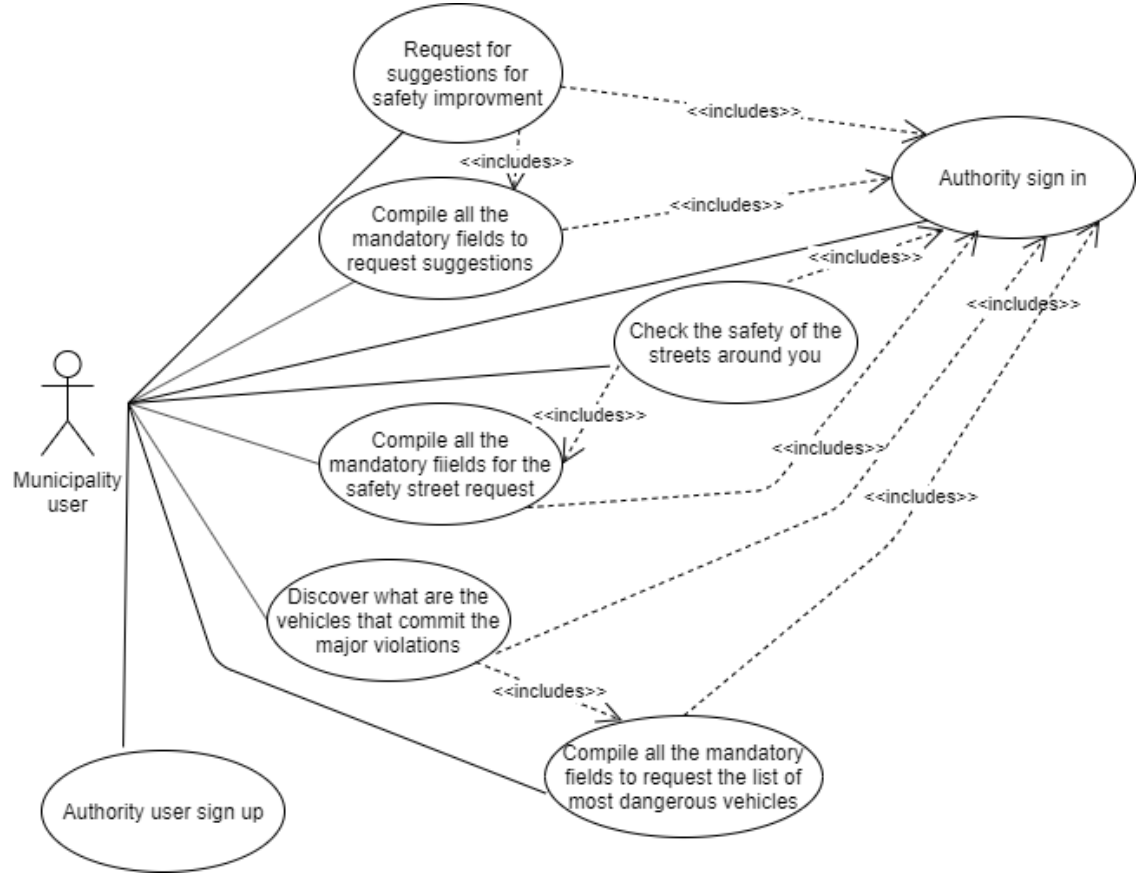 Request for
suggestions for
safety improvment
<<includes>>
<<includes>>
Authority sign in
Compile all the
mandatory fields to
request suggestions
<<includes>>
<<includes>>
<<includes>>
Check the safety of the
streets around you
Municipality
user
<<includes>>
Compile all the
mandatory fiields for the
safety street request
<<includes>>
<<includes>>
Discover what are the
vehicles that commit the
major violations
<<includes>>
Compile all the mandatory
fields to request the list of
most dangerous vehicles
Authority user sign up